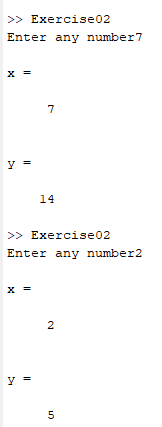 >> Exercise02
Enter any number7
x =
7
y =
14
>> Exercise02
Enter any number2
x =
2
y =
5